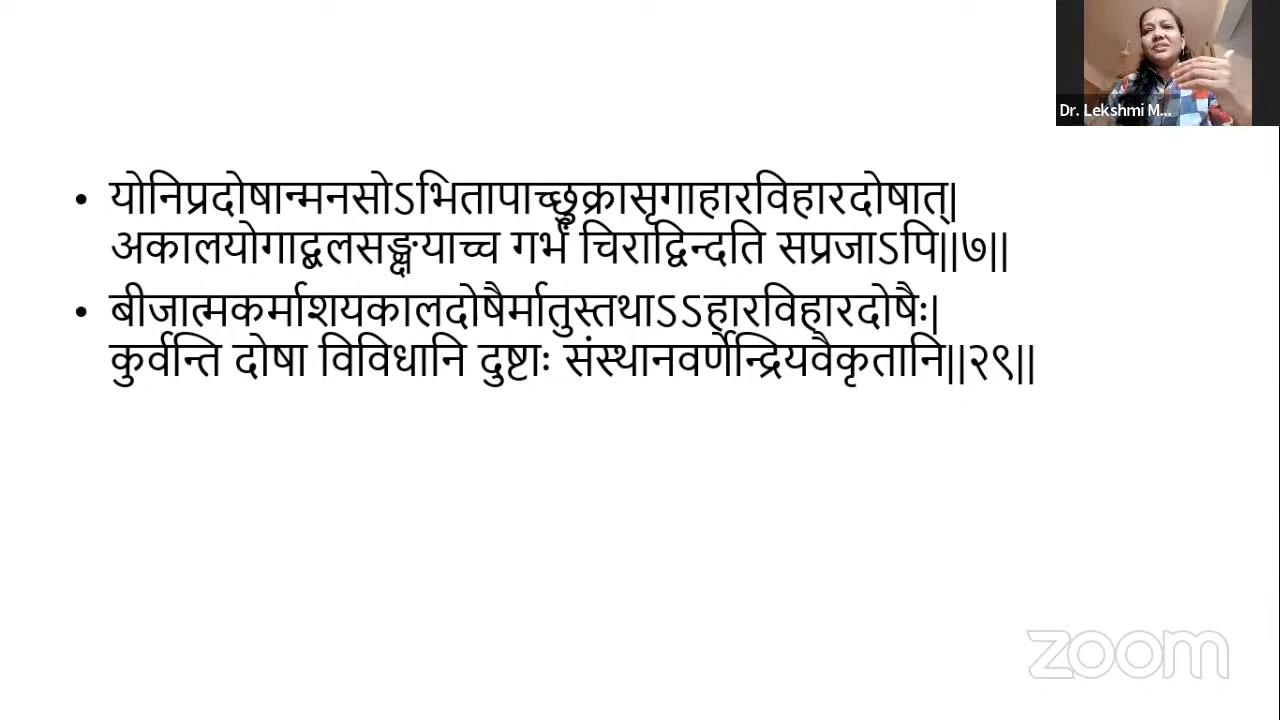 Dr. Lekshmi M...
• योनिप्रदोषान्मनसोऽभितापाच्छुक्रासृगाहारविहारदोषात्|
अकालयोगाद्बलसङ्क्षयाच्च गर्भं चिराद्विन्दति सप्रजाऽपि||७||
• बीजात्मकर्माशयकालदोषैर्मातुस्तथाऽऽहारविहारदोषैः|
कुर्वन्ति दोषा विविधानि दुष्टाः संस्थानवर्णेन्द्रियवैकृतानि||२९||
zoom